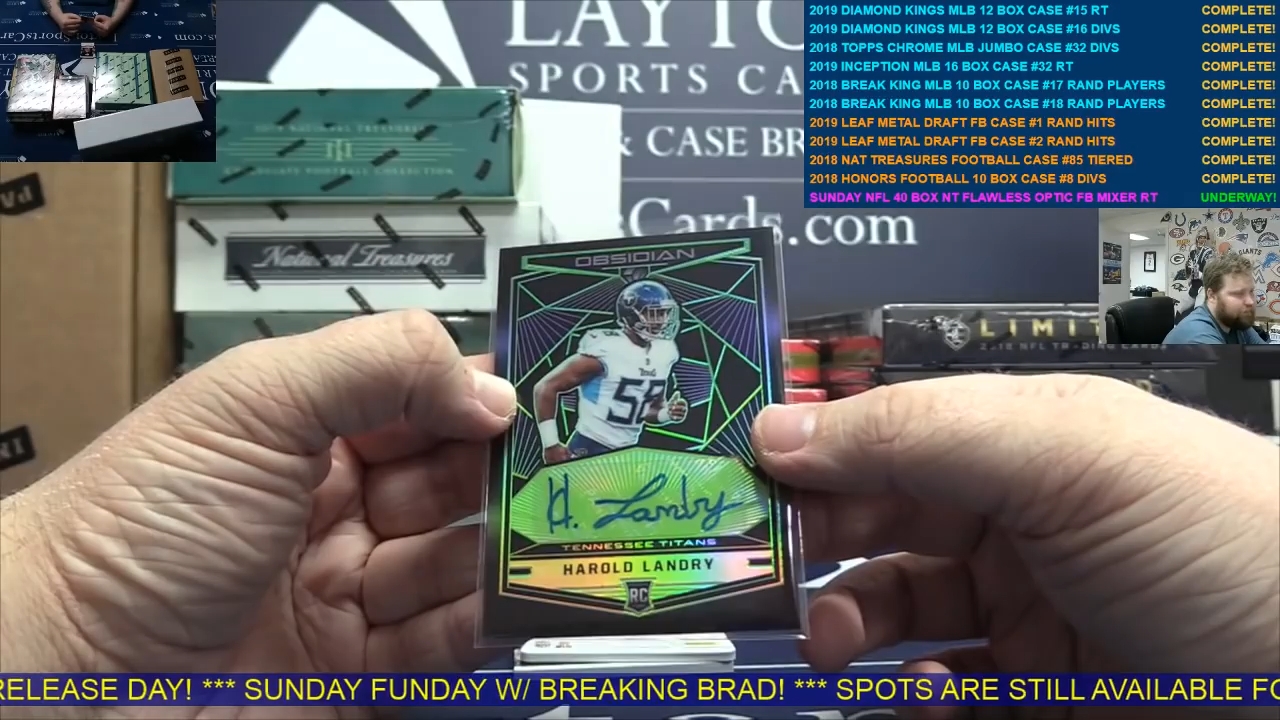 LAYTO
SPORTS CA
& CASE BR
sCards.com
2019 DIAMOND KINGS MLB 12 BOX CASE #15 RT COMPLETE!
2019 DIAMOND KINGS MLB 12 BOX CASE #16 DIVS COMPLETE!
2018 TOPPS CHROME MLB JUMBO CASE #32 DIVS COMPLETE!
2019 INCEPTION MLB 16 BOX CASE #32 RT COMPLETE!
2018 BREAK KING MLB 10 BOX CASE #17 RAND PLAYERS COMPLETE!
2018 BREAK KING MLB 10 BOX CASE #18 RAND PLAYERS COMPLETE!
2019 LEAF METAL DRAFT FB CASE #1 RAND HITS COMPLETE!
2019 LEAF METAL DRAFT FB CASE #2 RAND HITS COMPLETE!
2018 NAT TREASURES FOOTBALL CASE #85 TIERED COMPLETE!
2018 HONORS FOOTBALL 10 BOX CASE #8 DIVS COMPLETE!
SUNDAY NFL 40 BOX NT FLAWLESS OPTIC FB MIXER RT UNDERWAY!
National Treasures
LIMIT
OBSIDIAN
58
H. Landry
TENNESSEE TITANS
HAROLD LANDRY
RC
RELEASE DAY! *** SUNDAY FUNDAY W/ BREAKING BRAD! *** SPOTS ARE STILL AVAILABLE FO